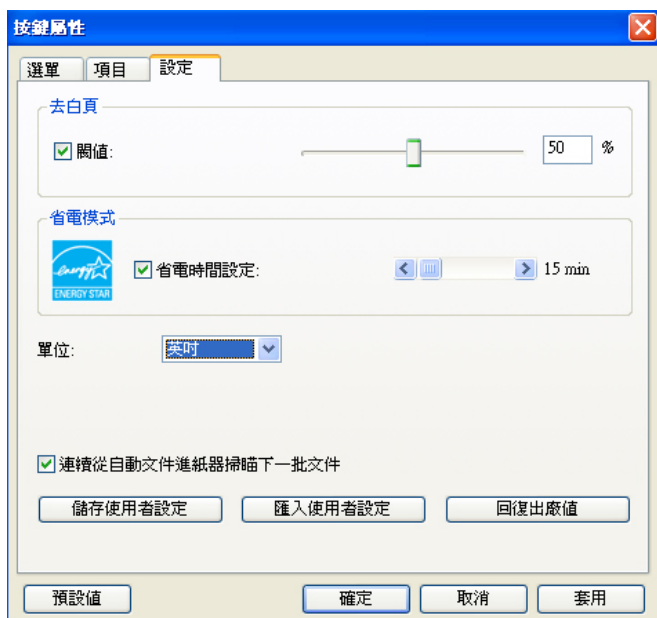 按鍵屬性
選單 項目 設定
去白頁
閥值: 50 %
省電模式
energy
ENERGY STAR
省電時間設定: 15 min
單位: 英吋
連續從自動文件進紙器掃瞄下一批文件
儲存使用者設定 匯入使用者設定 回復出廠值
預設值 確定 取消 套用